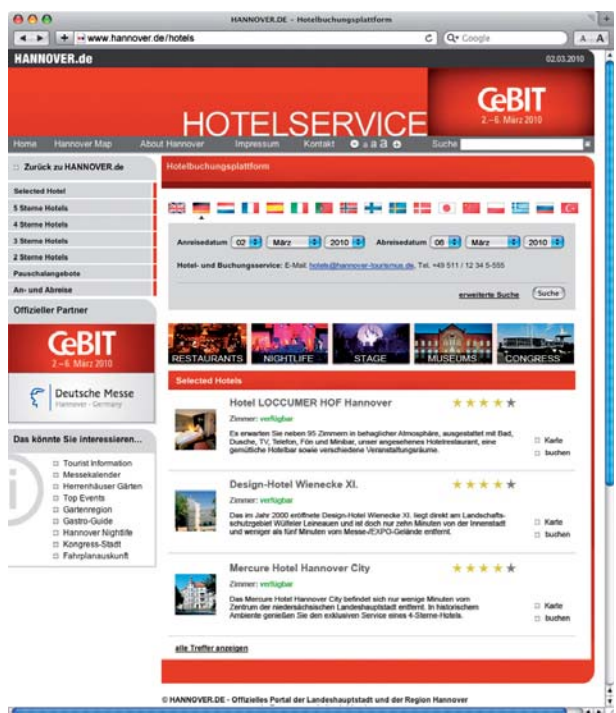 HANNOVER.DE - Hotelbuchungsplattform
www.hannover.de/hotels
Google
A A
HANNOVER.de
02.03.2010
HOTELSERVICE
CeBIT
2.–6. März 2010
Home Hannover Map About Hannover Impressum Kontakt a a a Suche
Zurück zu HANNOVER.de
Selected Hotel
5 Sterne Hotels
4 Sterne Hotels
3 Sterne Hotels
2 Sterne Hotels
Pauschalangebote
An- und Abreise
Offizieller Partner
CeBIT
2.–6. März 2010
Deutsche Messe
Hannover · Germany
Das könnte Sie interessieren...
i
Tourist Information
Messekalender
Herrenhäuser Gärten
Top Events
Gartenregion
Gastro-Guide
Hannover Nightlife
Kongress-Stadt
Fahrplanauskunft
Hotelbuchungsplattform
Anreisedatum 02 März 2010 Abreisedatum 06 März 2010
Hotel- und Buchungsservice: E-Mail: hotels@hannover-tourismus.de, Tel. +49 511 / 12 34 5-555
erweiterte Suche Suche
RESTAURANTS NIGHTLIFE STAGE MUSEUMS CONGRESS
Selected Hotels
Hotel LOCCUMER HOF Hannover
Zimmer: verfügbar
Es erwarten Sie neben 95 Zimmern in behaglicher Atmosphäre, ausgestattet mit Bad,
Dusche, TV, Telefon, Fön und Minibar, unser angesehenes Hotelrestaurant, eine
gemütliche Hotelbar sowie verschiedene Veranstaltungsräume.
Karte
buchen
Design-Hotel Wienecke XI.
Zimmer: verfügbar
Das im Jahr 2000 eröffnete Design-Hotel Wienecke XI. liegt direkt am Landschafts-
schutzgebiet Wülfeler Leineauen und ist doch nur zehn Minuten von der Innenstadt
und weniger als fünf Minuten vom Messe-/EXPO-Gelände entfernt.
Karte
buchen
Mercure Hotel Hannover City
Zimmer: verfügbar
Das Mercure Hotel Hannover City befindet sich nur wenige Minuten vom
Zentrum der niedersächsischen Landeshauptstadt entfernt. In historischem
Ambiente genießen Sie den exklusiven Service eines 4-Sterne-Hotels.
Karte
buchen
alle Treffer anzeigen
© HANNOVER.DE - Offizielles Portal der Landeshauptstadt und der Region Hannover